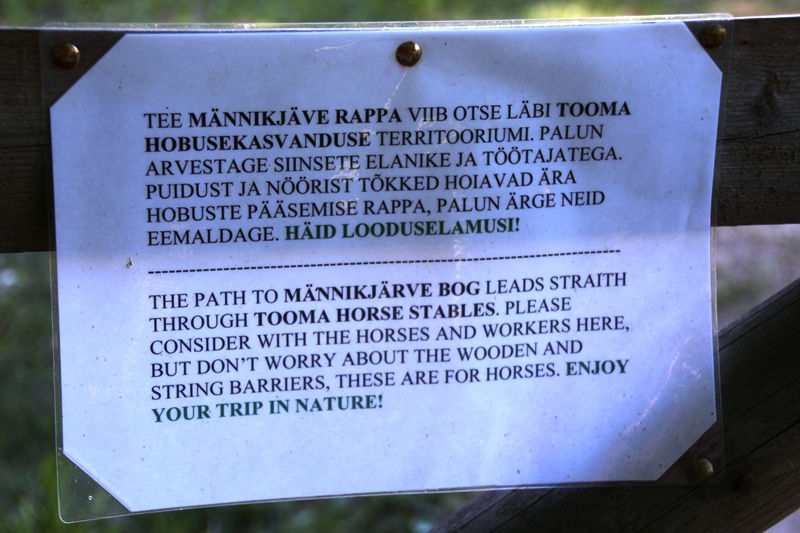 TEE MÄNNIKJÄVE RAPPA VIIB OTSE LÄBI TOOMA
HOBUSEKASVANDUSE TERRITOORIUMI. PALUN
ARVESTAGE SIINSETE ELANIKE JA TÖÖTAJATEGA.
PUIDUST JA NÖÖRIST TÕKKED HOIAVAD ÄRA
HOBUSTE PÄÄSEMISE RAPPA, PALUN ÄRGE NEID
EEMALDAGE. HÄID LOODUSELAMUSI!
THE PATH TO MÄNNIKJÄRVE BOG LEADS STRAITH
THROUGH TOOMA HORSE STABLES. PLEASE
CONSIDER WITH THE HORSES AND WORKERS HERE,
BUT DON'T WORRY ABOUT THE WOODEN AND
STRING BARRIERS, THESE ARE FOR HORSES. ENJOY
YOUR TRIP IN NATURE!